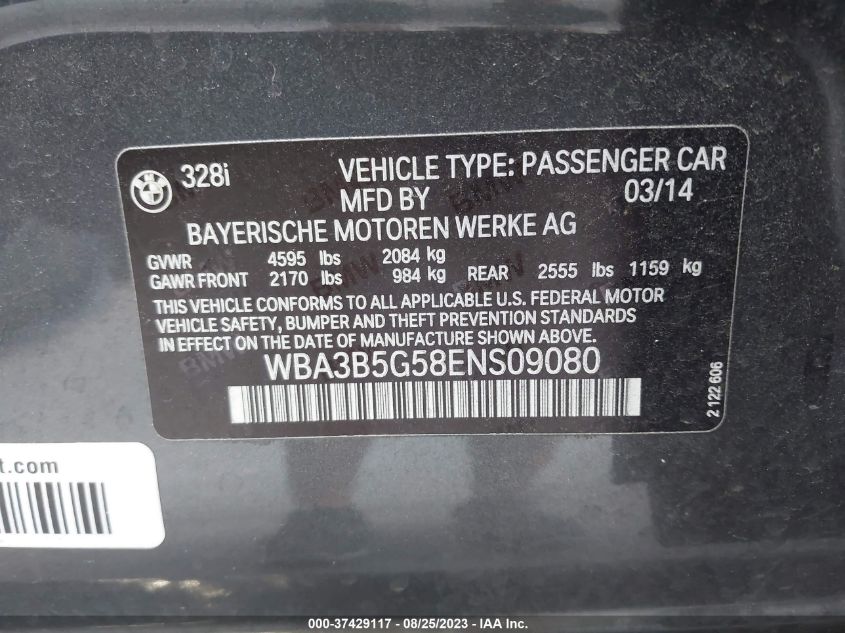 328i VEHICLE TYPE: PASSENGER CAR
MFD BY 03/14
BAYERISCHE MOTOREN WERKE AG
GVWR 4595 lbs 2084 kg
GAWR FRONT 2170 lbs 984 kg REAR 2555 lbs 1159 kg
THIS VEHICLE CONFORMS TO ALL APPLICABLE U.S. FEDERAL MOTOR
VEHICLE SAFETY, BUMPER AND THEFT PREVENTION STANDARDS
IN EFFECT ON THE DATE OF MANUFACTURE SHOWN ABOVE.
WBA3B5G58ENS09080
2 122 606
t.com
000-37429117 - 08/25/2023 - © IAA, Inc.